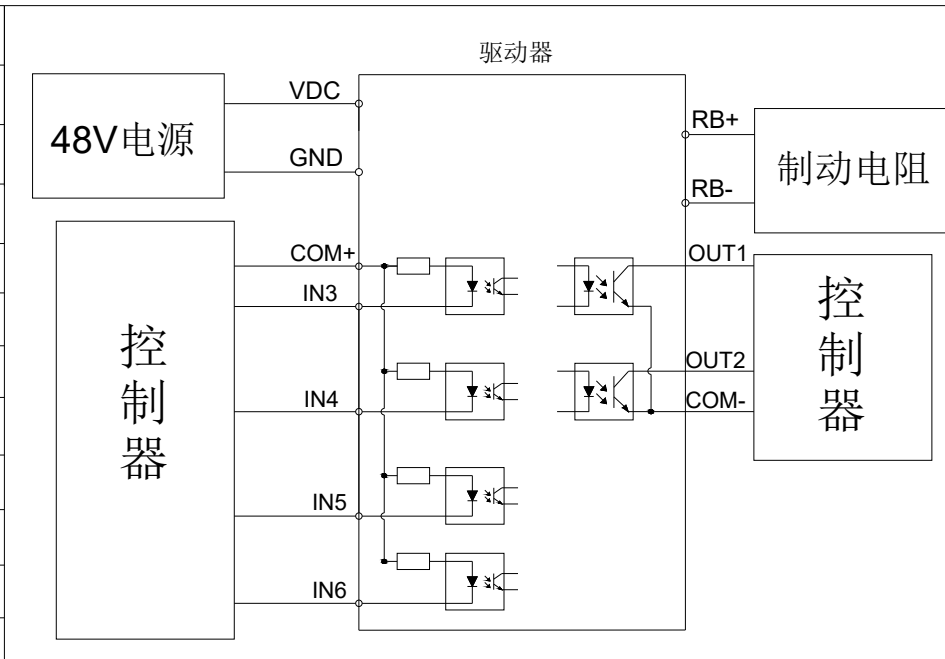 驱动器
VDC
48V电源
GND
RB+
制动电阻
RB-
COM+
IN3
控制器
IN4
IN5
IN6
OUT1
控制器
OUT2
COM-